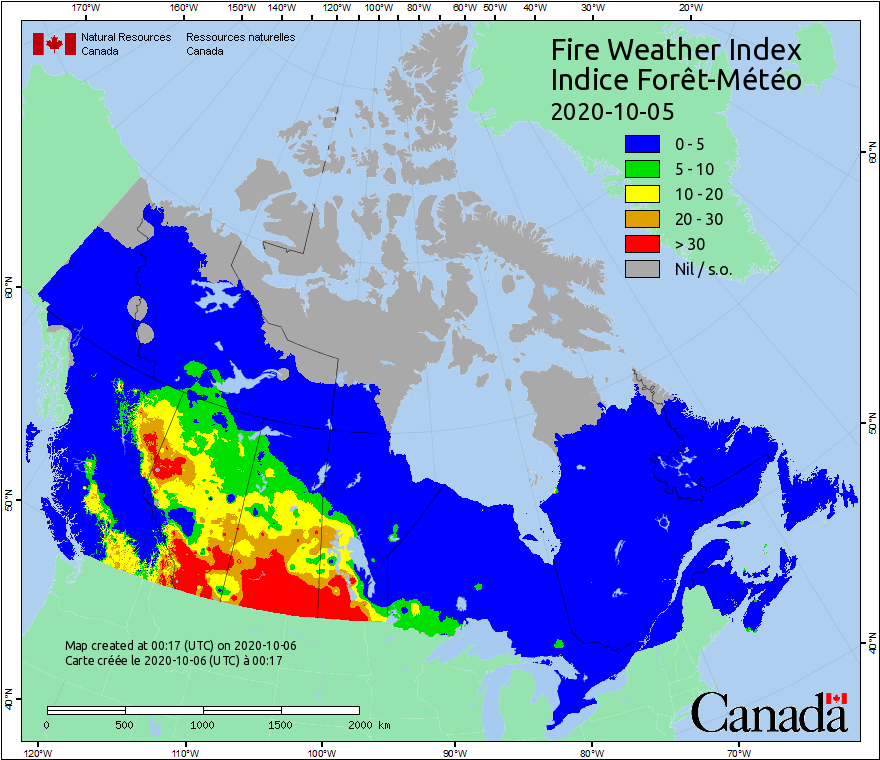 170°W 160°W 150°W 140°W 130°W 120°W 110°W 100°W 90°W 80°W 60°W 50°W 40°W 30°W 20°W
Natural Resources Canada
Ressources naturelles Canada
Fire Weather Index
Indice Forêt-Météo
2020-10-05
0 - 5
5 - 10
10 - 20
20 - 30
> 30
Nil / s.o.
60°N
60°N
50°N
50°N
40°N
40°N
Map created at 00:17 (UTC) on 2020-10-06
Carte créée le 2020-10-06 (UTC) à 00:17
0 500 1000 1500 2000 km
Canada
120°W 110°W 100°W 90°W 80°W 70°W